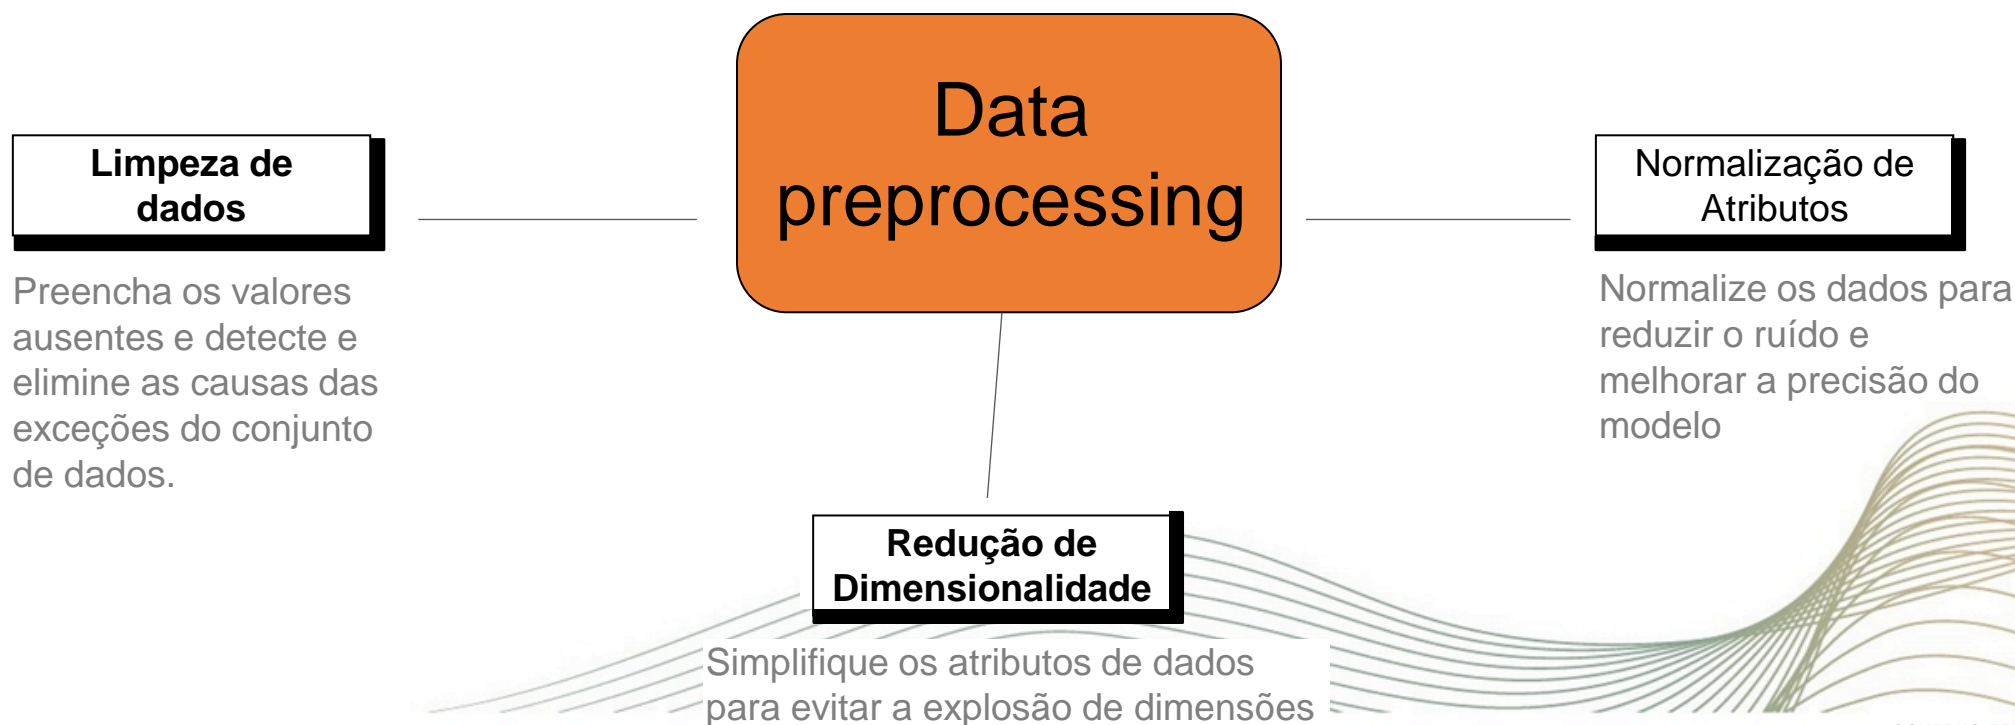 Data
preprocessing
Limpeza de
dados
Preencha os valores
ausentes e detecte e
elimine as causas das
exceções do conjunto
de dados.
Normalização de
Atributos
Normalize os dados para
reduzir o ruído e
melhorar a precisão do
modelo
Redução de
Dimensionalidade
Simplifique os atributos de dados
para evitar a explosão de dimensões